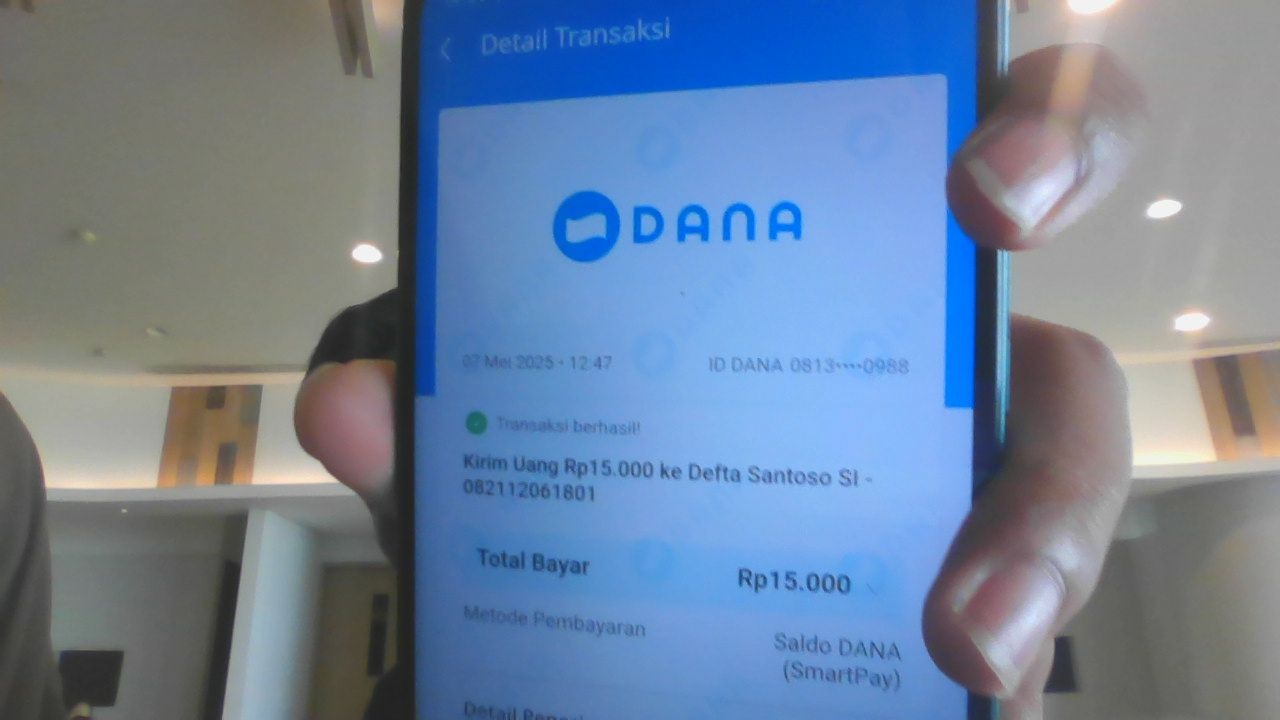 Detail Transaksi
DANA
07 Mei 2025 • 12:47
ID DANA 0813••••0988
Transaksi berhasil!
Kirim Uang Rp15.000 ke Defta Santoso SI -
082112061801
Total Bayar
Rp15.000
Metode Pembayaran
Saldo DANA
(SmartPay)
Detail